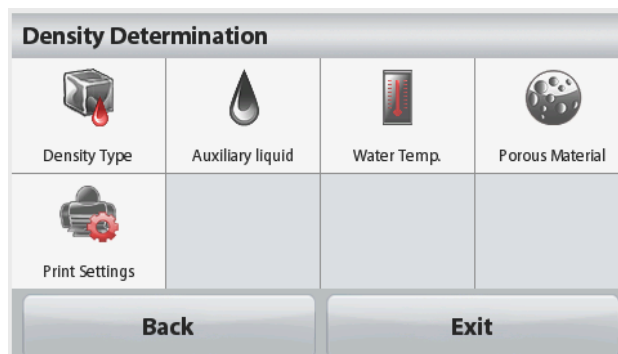 Density Determination
Density Type
Auxiliary liquid
Water Temp.
Porous Material
Print Settings
Back
Exit